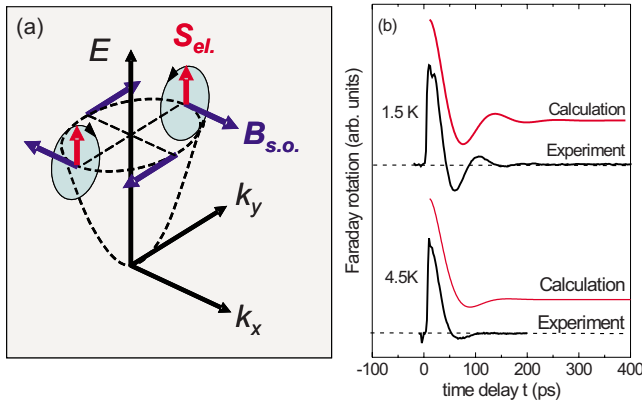 (a)
E
S_el.
B_s.o.
k_y
k_x
(b)
Faraday rotation (arb. units)
1.5 K
Calculation
Experiment
4.5K
Calculation
Experiment
-100 0 100 200 300 400
time delay t (ps)